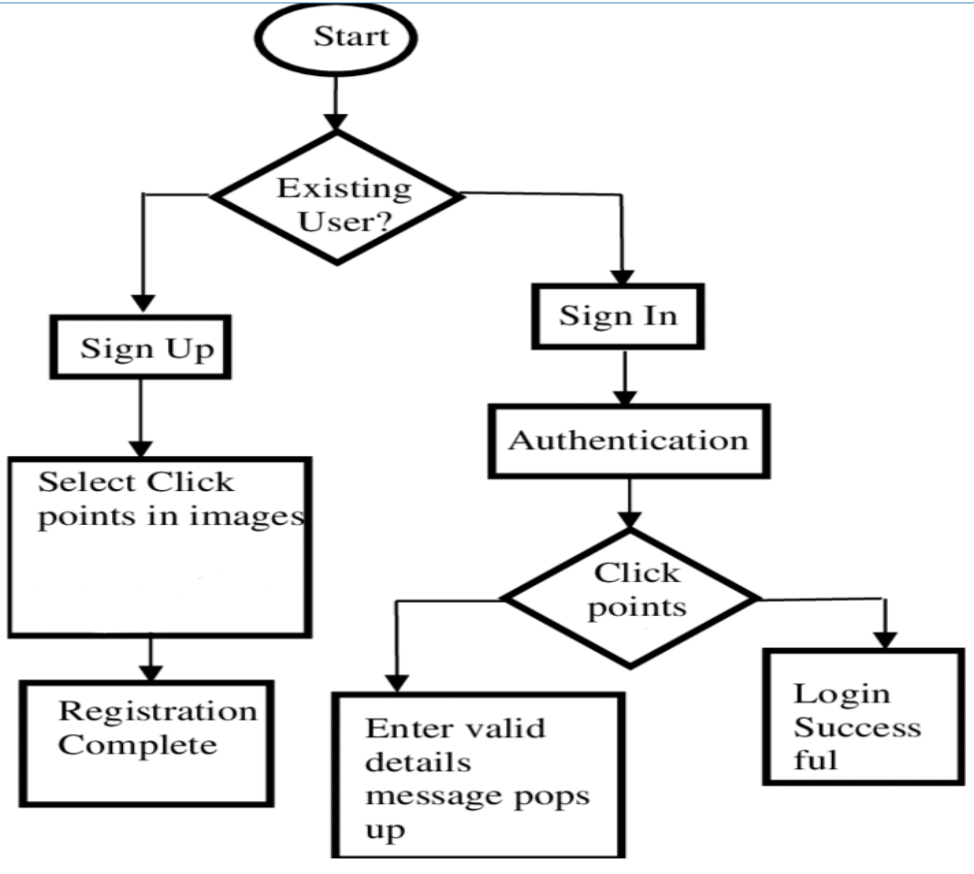 Start
Existing
User?
Sign Up
Select Click
points in images
Registration
Complete
Sign In
Authentication
Click
points
Enter valid
details
message pops
up
Login
Success
ful